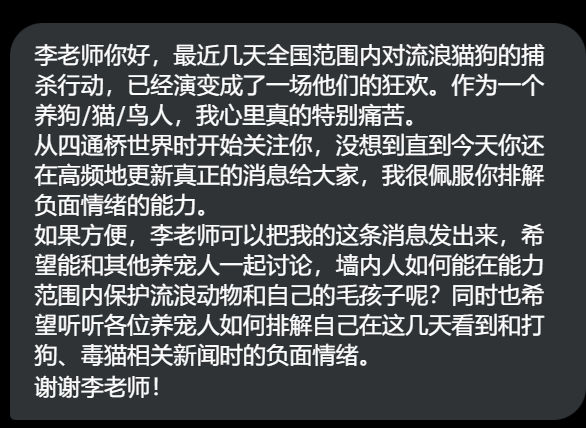 李老师你好，最近几天全国范围内对流浪猫狗的捕
杀行动，已经演变成了一场他们的狂欢。作为一个
养狗/猫/鸟人，我心里真的特别痛苦。
从四通桥世界时开始关注你，没想到直到今天你还
在高频地更新真正的消息给大家，我很佩服你排解
负面情绪的能力。
如果方便，李老师可以把我的这条消息发出来，希
望能和其他养宠人一起讨论，墙内人如何能在能力
范围内保护流浪动物和自己的毛孩子呢？同时也希
望听听各位养宠人如何排解自己在这几天看到和打
狗、毒猫相关新闻时的负面情绪。
谢谢李老师！